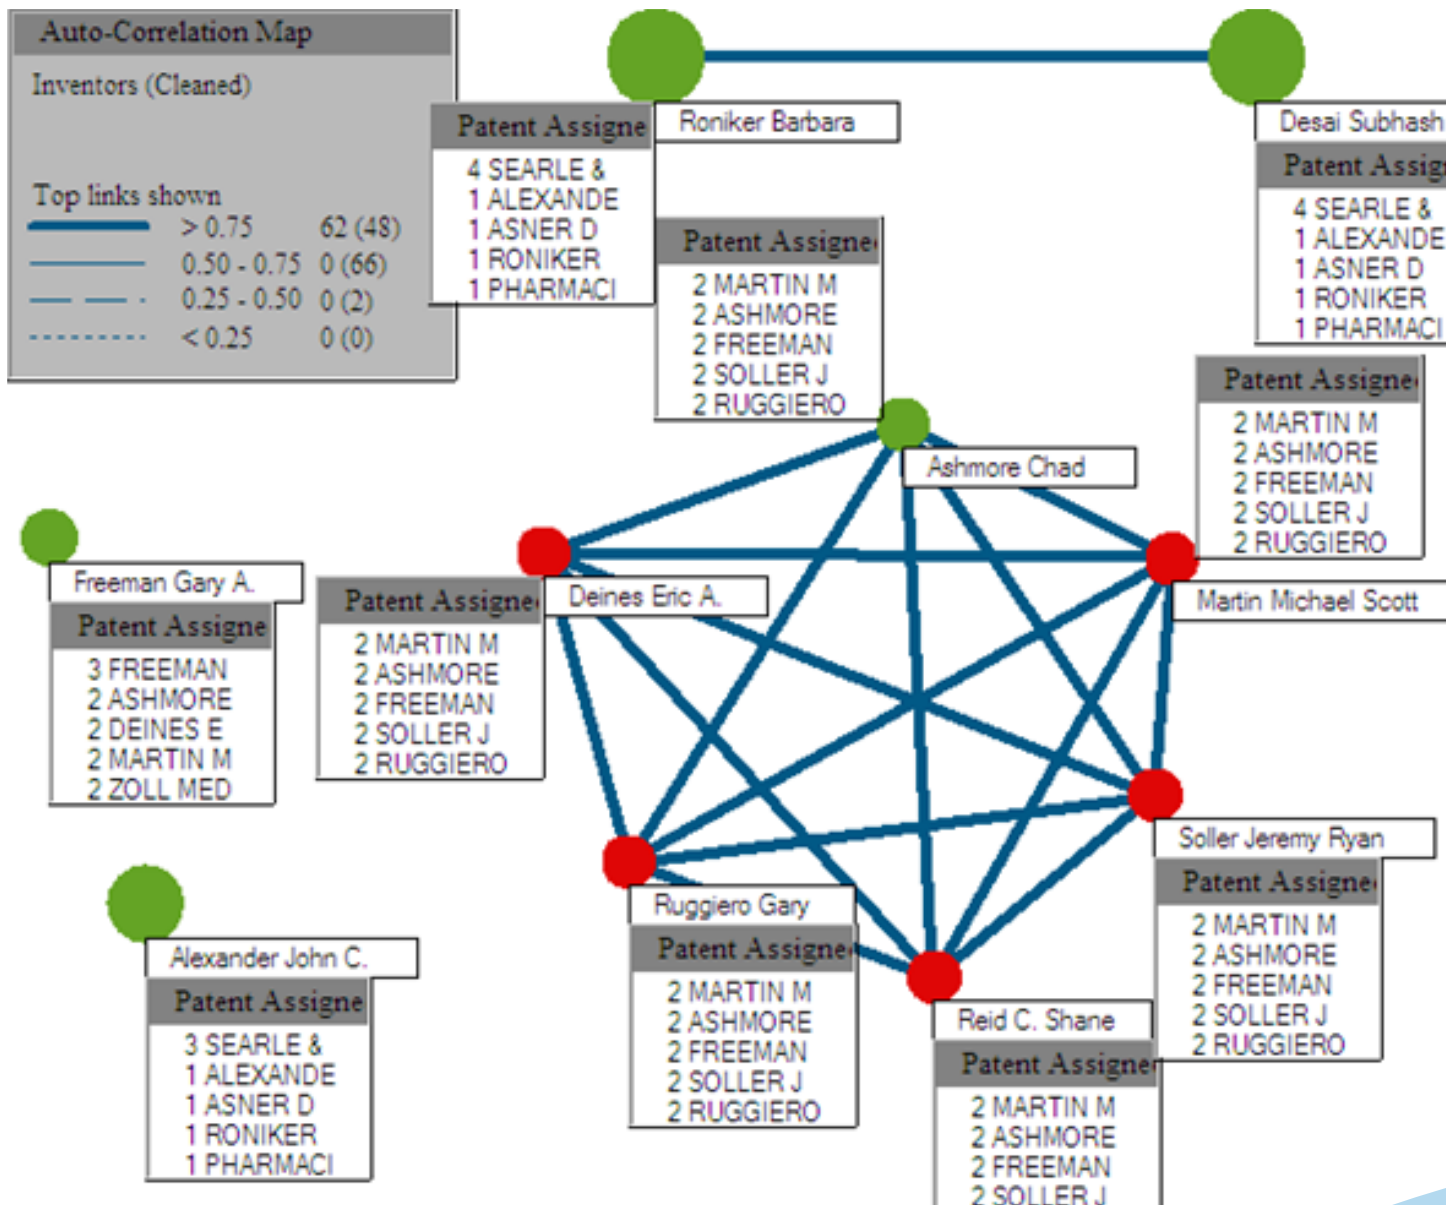 Auto-Correlation Map
Inventors (Cleaned)
Top links shown
> 0.75 62 (48)
0.50 - 0.75 0 (66)
0.25 - 0.50 0 (2)
< 0.25 0 (0)
Roniker Barbara
Patent Assigne
4 SEARLE &
1 ALEXANDE
1 ASNER D
1 RONIKER
1 PHARMACI
Desai Subhash
Patent Assig
4 SEARLE &
1 ALEXANDE
1 ASNER D
1 RONIKER
1 PHARMACI
Patent Assigne
2 MARTIN M
2 ASHMORE
2 FREEMAN
2 SOLLER J
2 RUGGIERO
Ashmore Chad
Patent Assigne
2 MARTIN M
2 ASHMORE
2 FREEMAN
2 SOLLER J
2 RUGGIERO
Martin Michael Scott
Freeman Gary A.
Patent Assigne
3 FREEMAN
2 ASHMORE
2 DEINES E
2 MARTIN M
2 ZOLL MED
Deines Eric A.
Patent Assigne
2 MARTIN M
2 ASHMORE
2 FREEMAN
2 SOLLER J
2 RUGGIERO
Soller Jeremy Ryan
Patent Assigne
2 MARTIN M
2 ASHMORE
2 FREEMAN
2 SOLLER J
2 RUGGIERO
Ruggiero Gary
Patent Assigne
2 MARTIN M
2 ASHMORE
2 FREEMAN
2 SOLLER J
2 RUGGIERO
Alexander John C.
Patent Assigne
3 SEARLE &
1 ALEXANDE
1 ASNER D
1 RONIKER
1 PHARMACI
Reid C. Shane
Patent Assigne
2 MARTIN M
2 ASHMORE
2 FREEMAN
2 SOLLER J